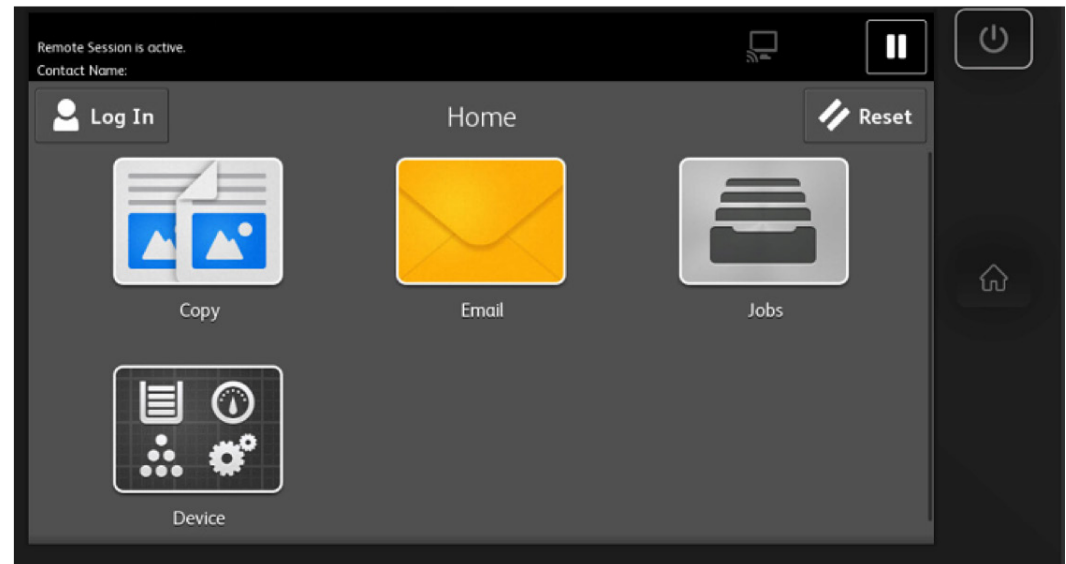 Remote Session is active.
Contact Name:
Log In
Home
Reset
Copy
Email
Jobs
Device